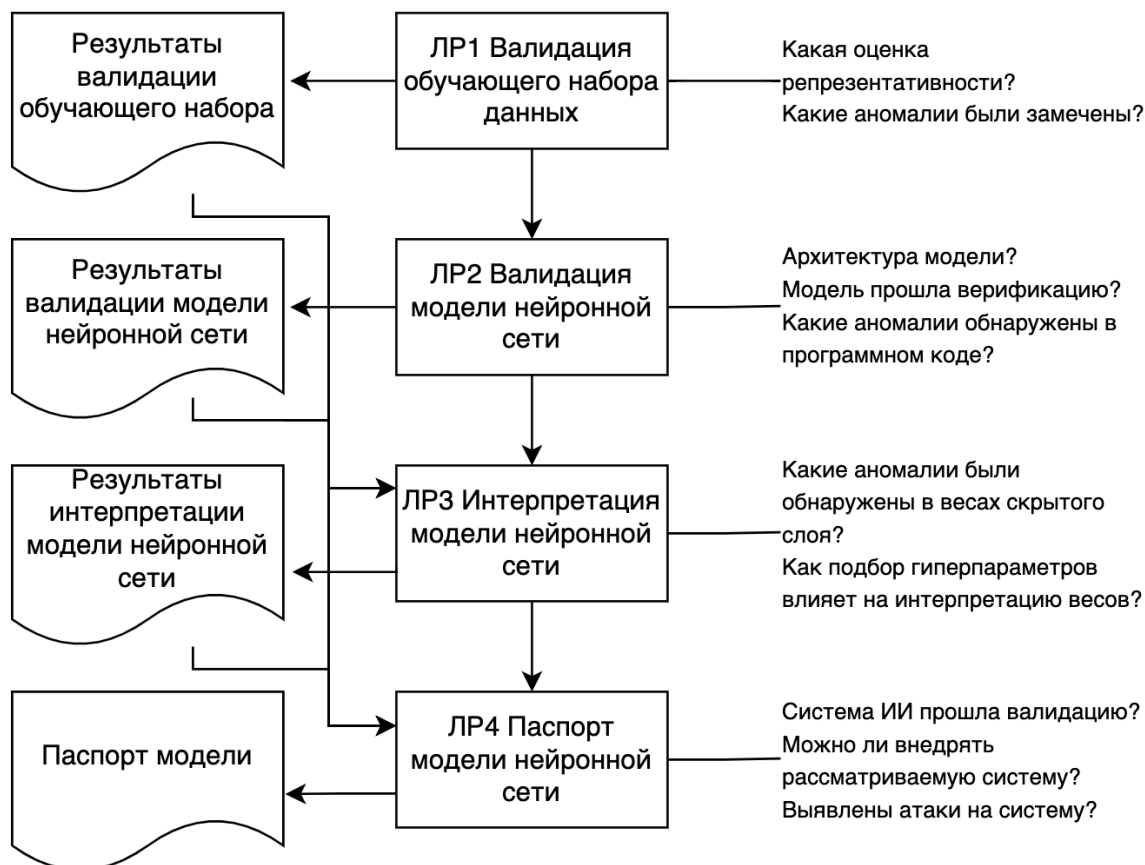 Результаты
валидации
обучающего набора
ЛР1 Валидация
обучающего набора
данных
Какая оценка
репрезентативности?
Какие аномалии были замечены?
Результаты
валидации модели
нейронной сети
ЛР2 Валидация
модели нейронной
сети
Архитектура модели?
Модель прошла верификацию?
Какие аномалии обнаружены в
программном коде?
Результаты
интерпретации
модели нейронной
сети
ЛР3 Интерпретация
модели нейронной
сети
Какие аномалии были
обнаружены в весах скрытого
слоя?
Как подбор гиперпараметров
влияет на интерпретацию весов?
Паспорт модели
ЛР4 Паспорт
модели нейронной
сети
Система ИИ прошла валидацию?
Можно ли внедрять
рассматриваемую систему?
Выявлены атаки на систему?